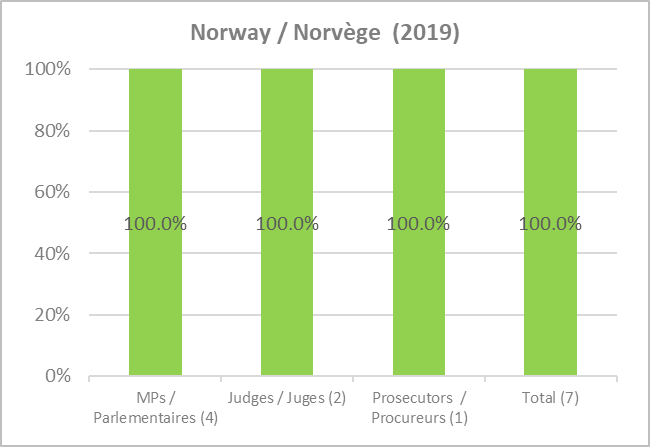 Norway / Norvège (2019)
100%
80%
60%
40%
20%
0%
100.0% 100.0% 100.0% 100.0%
MPs /
Parlementaires (4)
Judges / Juges (2)
Prosecutors /
Procureurs (1)
Total (7)